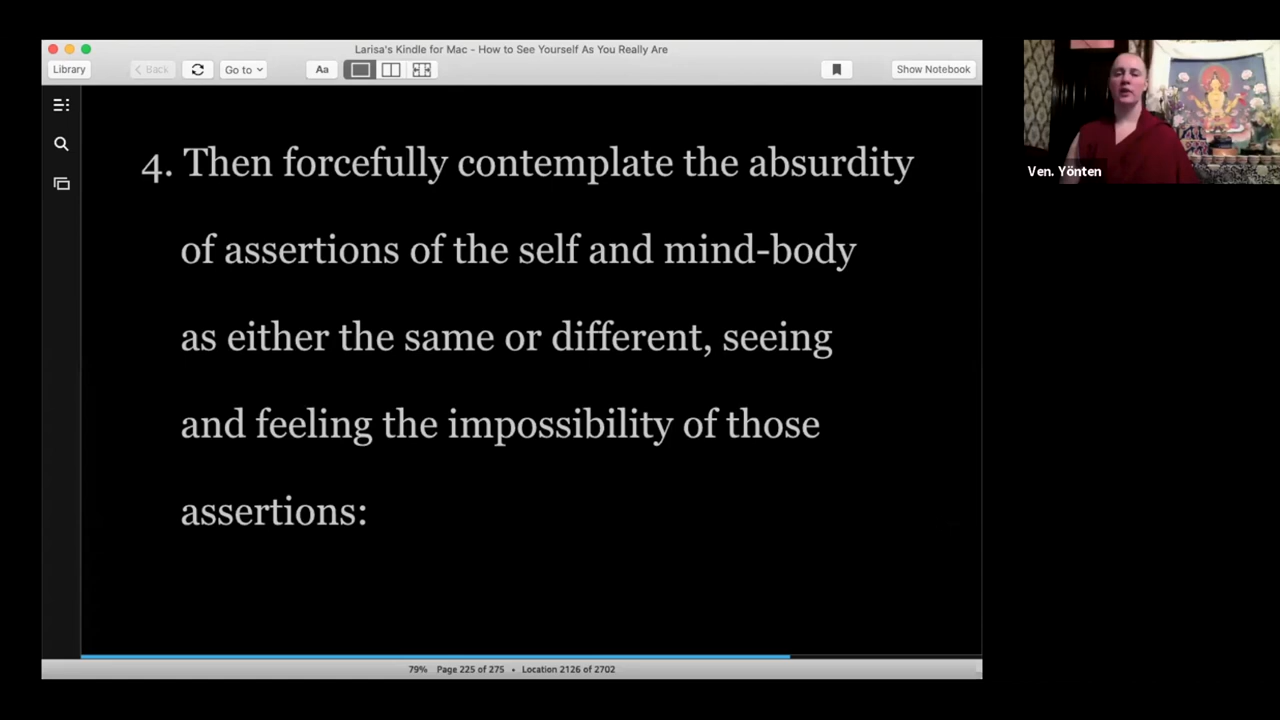 Larisa's Kindle for Mac - How to See Yourself As You Really Are
Library
Back
Go to
Aa
Show Notebook
4. Then forcefully contemplate the absurdity
of assertions of the self and mind-body
as either the same or different, seeing
and feeling the impossibility of those
assertions:
79% Page 225 of 275 • Location 2126 of 2702
Ven. Yönten